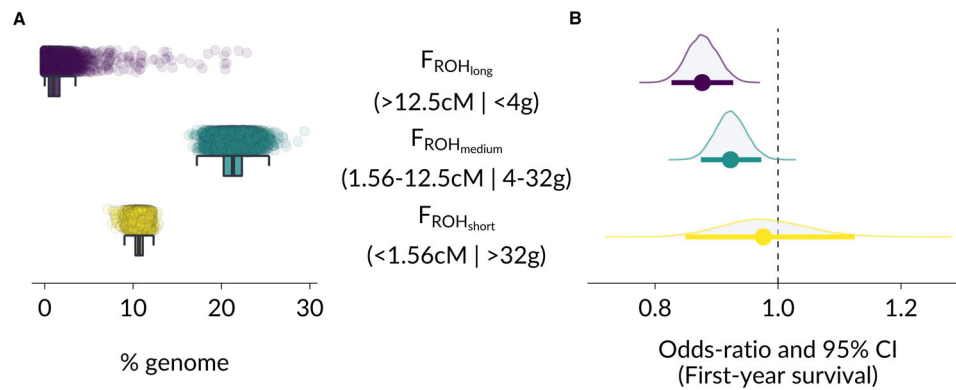 A
B
FROHlong
(>12.5cM | <4g)
FROHmedium
(1.56-12.5cM | 4-32g)
FROHshort
(<1.56cM | >32g)
0 10 20 30
% genome
0.8 1.0 1.2
Odds-ratio and 95% CI
(First-year survival)